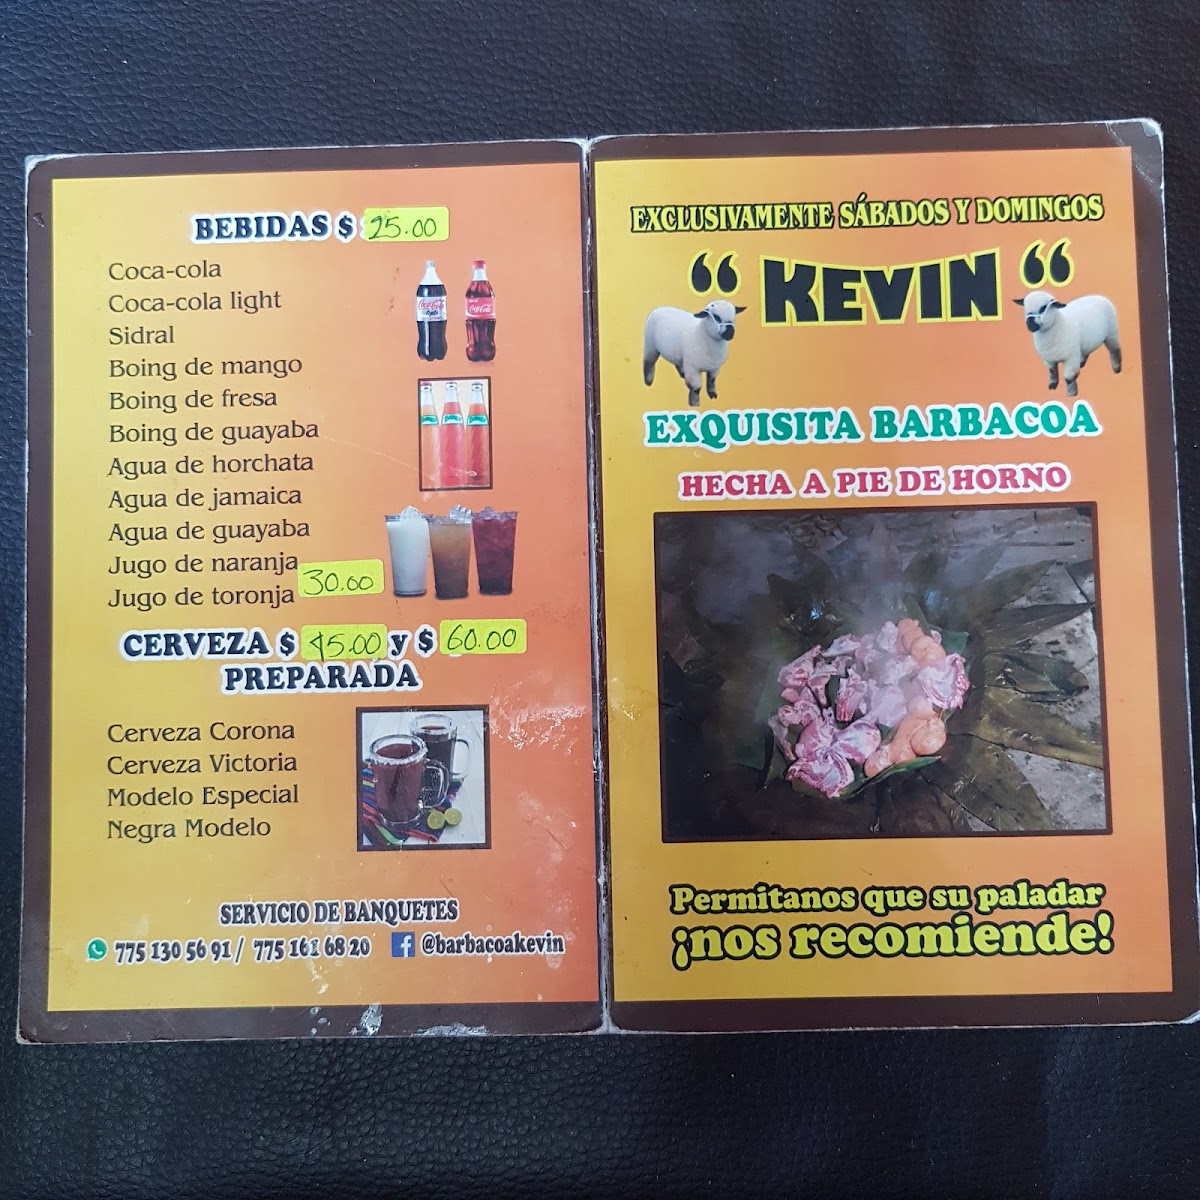 BEBIDAS $ 25.00
Coca-cola
Coca-cola light
Sidral
Boing de mango
Boing de fresa
Boing de guayaba
Agua de horchata
Agua de jamaica
Agua de guayaba
Jugo de naranja
Jugo de toronja 30.00
CERVEZA $ 45.00 y $ 60.00
PREPARADA
Cerveza Corona
Cerveza Victoria
Modelo Especial
Negra Modelo
SERVICIO DE BANQUETES
775 130 56 91 / 775 161 68 20 @barbacoakevin
EXCLUSIVAMENTE SÁBADOS Y DOMINGOS
“ KEVIN “
EXQUISITA BARBACOA
HECHA A PIE DE HORNO
Permitanos que su paladar
¡nos recomiende!